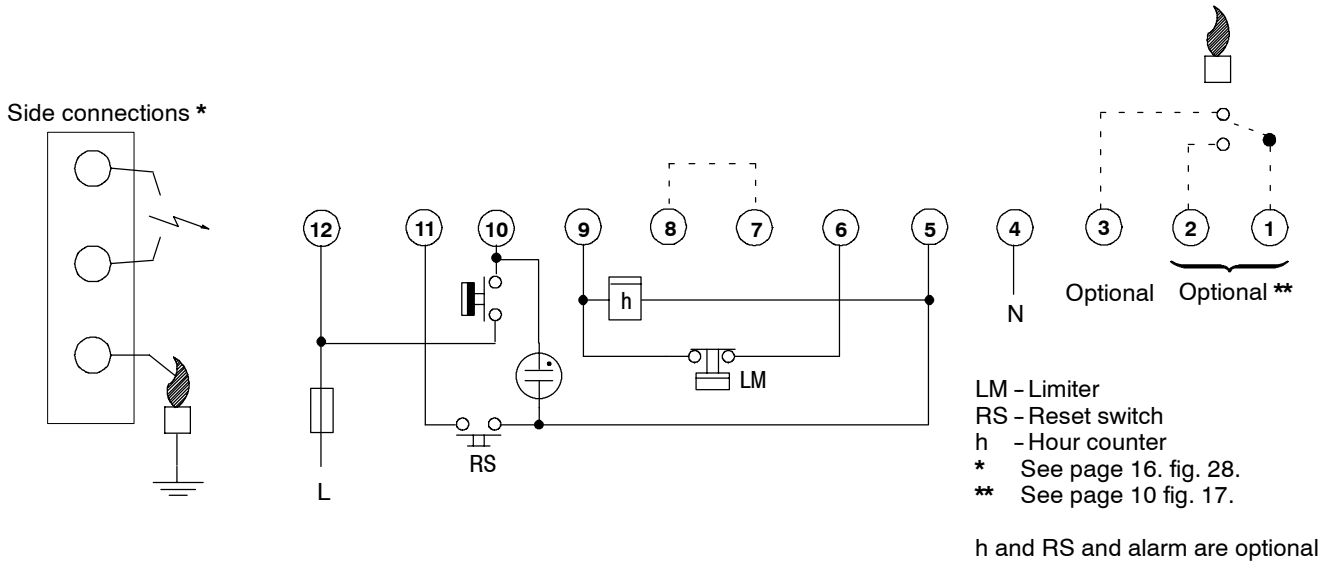 Side connections *
12
11
10
9
8
7
6
5
4
3
2
1
h
LM
RS
L
N
Optional
Optional **
LM – Limiter
RS – Reset switch
h – Hour counter
* See page 16. fig. 28.
** See page 10 fig. 17.
h and RS and alarm are optional